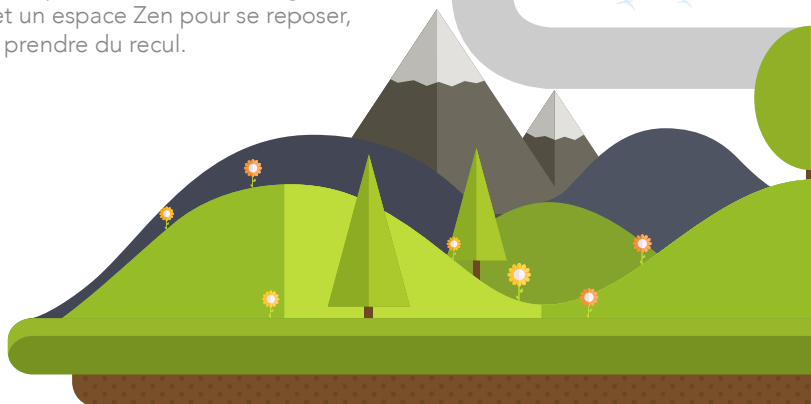 et un espace Zen pour se reposer,
prendre du recul.